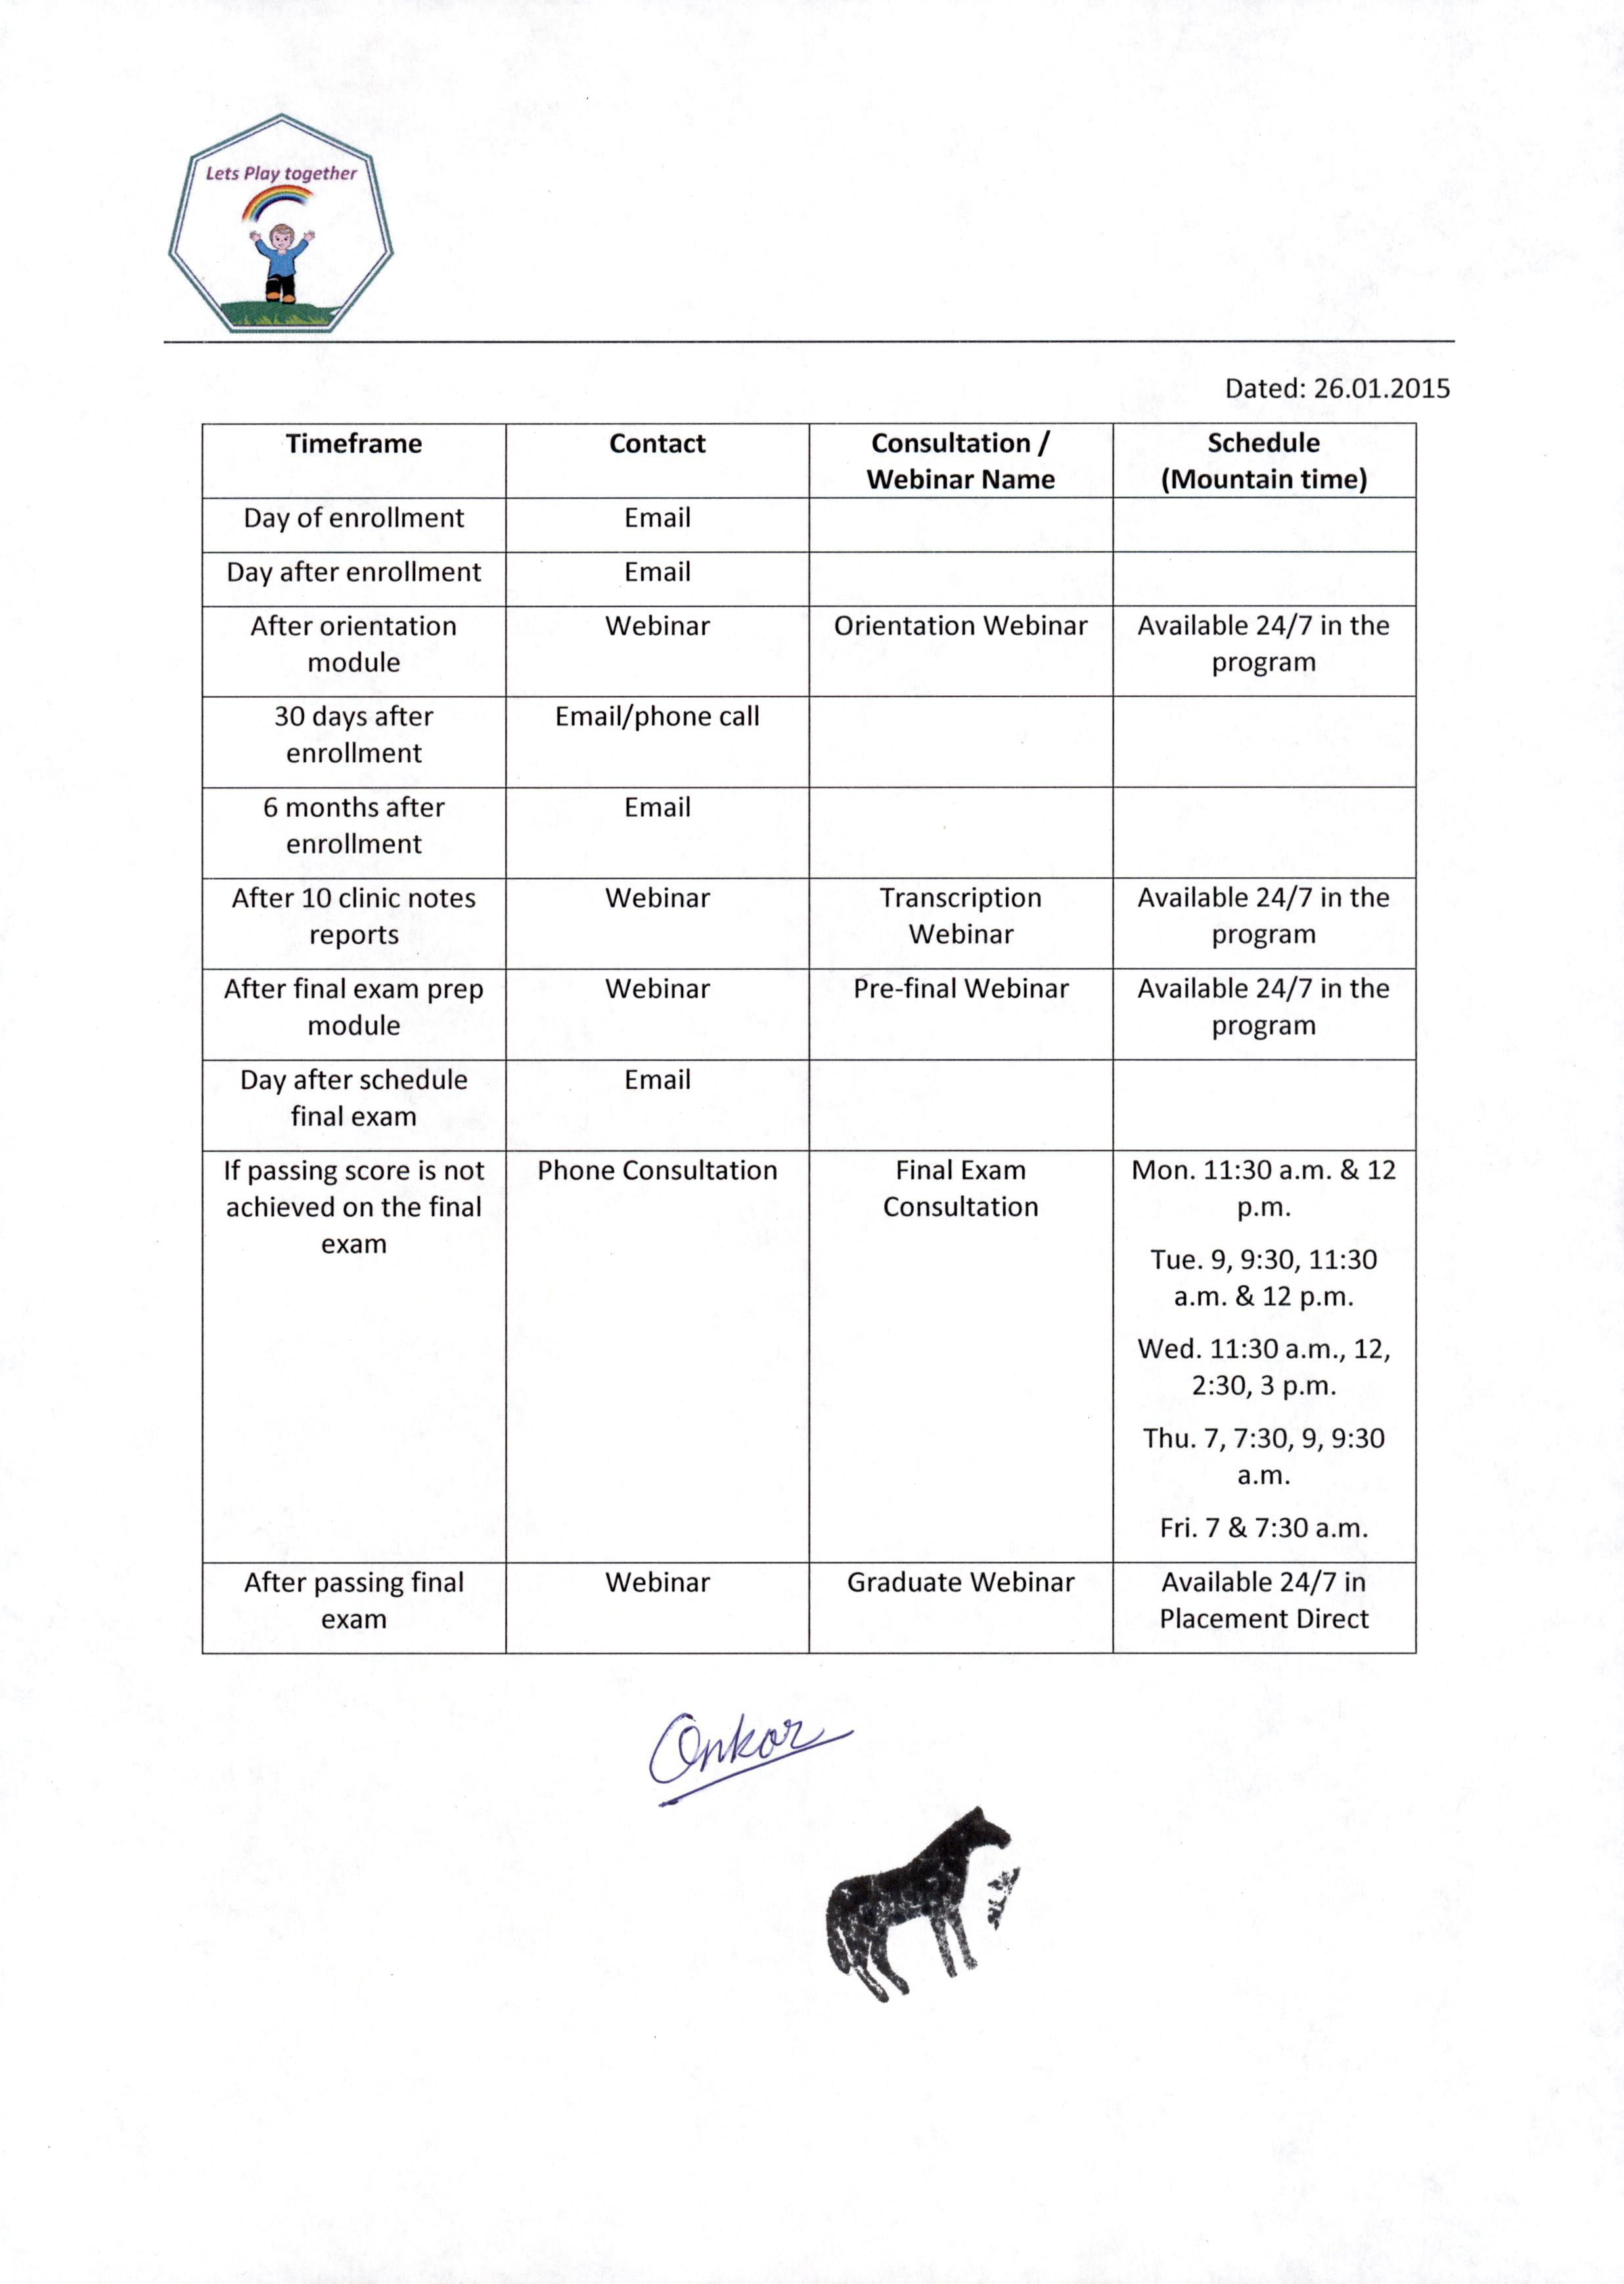 Lets Play together
Dated: 26.01.2015
Timeframe Contact Consultation / Schedule
Webinar Name (Mountain time)
Day of enrollment Email
Day after enrollment Email
After orientation Webinar Orientation Webinar Available 24/7 in the
module program
30 days after Email/phone call
enrollment
6 months after Email
enrollment
After 10 clinic notes Webinar Transcription Available 24/7 in the
reports Webinar program
After final exam prep Webinar Pre-final Webinar Available 24/7 in the
module program
Day after schedule Email
final exam
If passing score is not Phone Consultation Final Exam Mon. 11:30 a.m. & 12
achieved on the final Consultation p.m.
exam
Tue. 9, 9:30, 11:30
a.m. & 12 p.m.
Wed. 11:30 a.m., 12,
2:30, 3 p.m.
Thu. 7, 7:30, 9, 9:30
a.m.
Fri. 7 & 7:30 a.m.
After passing final Webinar Graduate Webinar Available 24/7 in
exam Placement Direct
Onkar